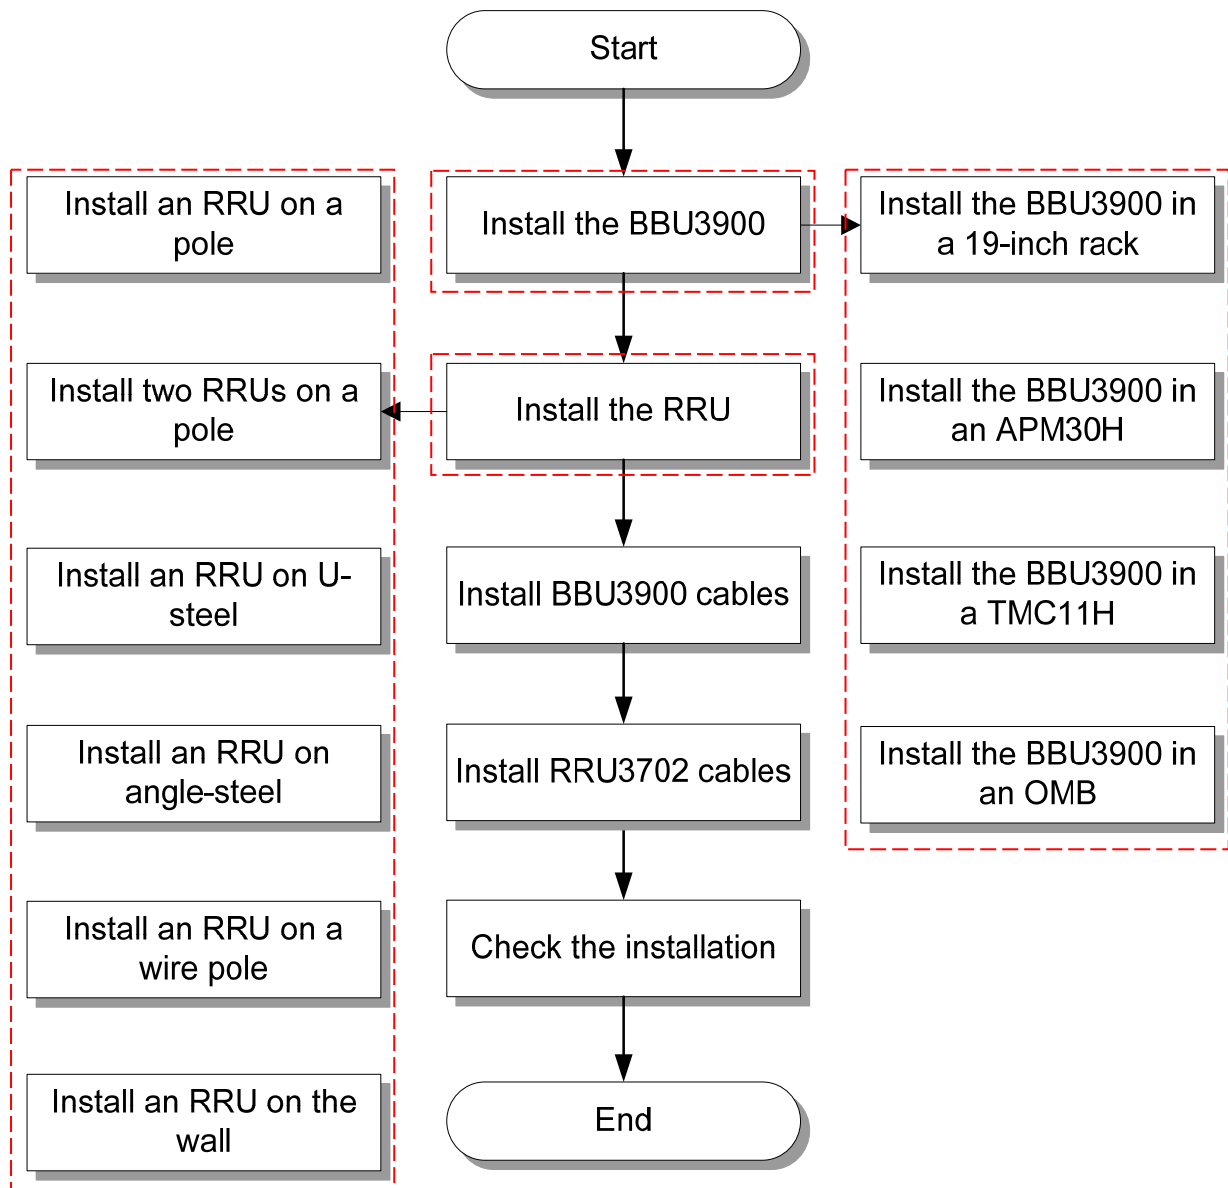 Start
Install an RRU on a
pole
Install the BBU3900
Install the BBU3900 in
a 19-inch rack
Install two RRUs on a
pole
Install the RRU
Install the BBU3900 in
an APM30H
Install an RRU on U-
steel
Install BBU3900 cables
Install the BBU3900 in
a TMC11H
Install an RRU on
angle-steel
Install RRU3702 cables
Install the BBU3900 in
an OMB
Install an RRU on a
wire pole
Check the installation
Install an RRU on the
wall
End